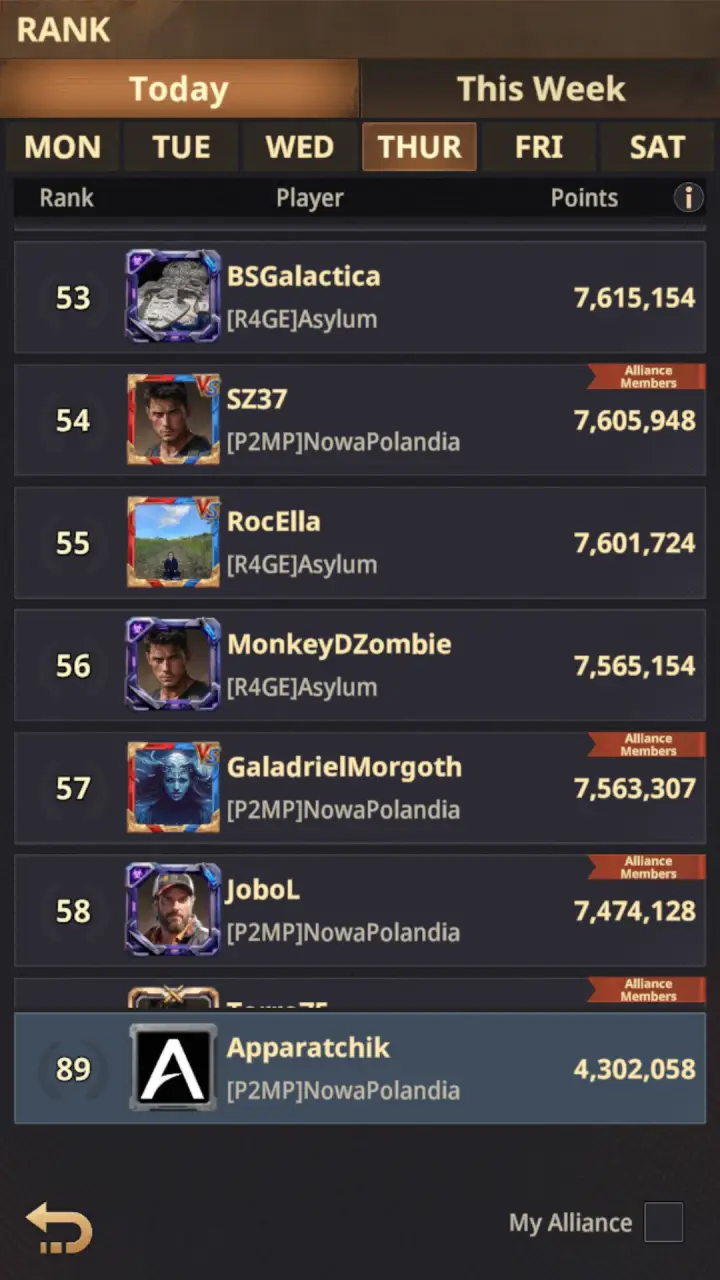 RANK
Today This Week
MON TUE WED THUR FRI SAT
Rank Player Points i
53 BSGalactica 7,615,154
[R4GE]Asylum
Alliance Members
54 SZ37 7,605,948
[P2MP]NowaPolandia
VS
55 RocElla 7,601,724
[R4GE]Asylum
VS
56 MonkeyDZombie 7,565,154
[R4GE]Asylum
Alliance Members
57 GaladrielMorgoth 7,563,307
[P2MP]NowaPolandia
VS
Alliance Members
58 JoboL 7,474,128
[P2MP]NowaPolandia
Alliance Members
89 Apparatchik 4,302,058
[P2MP]NowaPolandia
My Alliance